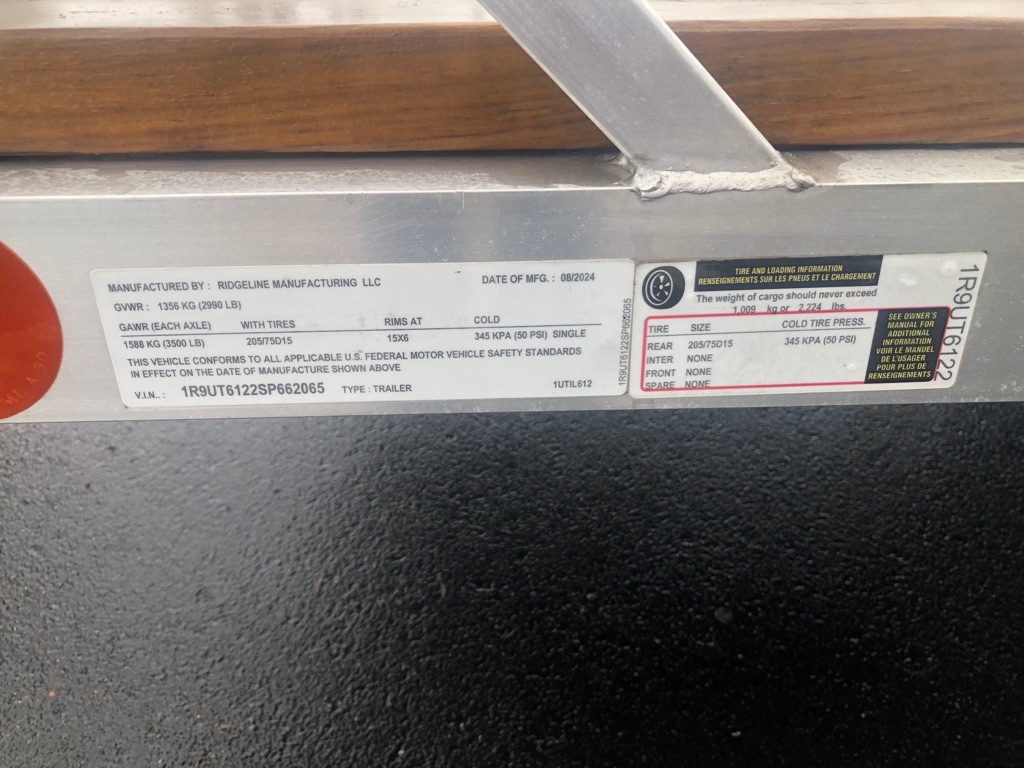 MANUFACTURED BY : RIDGELINE MANUFACTURING LLC DATE OF MFG. : 08/2024
GVWR : 1356 KG (2990 LB)
GAWR (EACH AXLE) WITH TIRES RIMS AT COLD
1588 KG (3500 LB) 205/75D15 15X6 345 KPA (50 PSI) SINGLE
THIS VEHICLE CONFORMS TO ALL APPLICABLE U.S. FEDERAL MOTOR VEHICLE SAFETY STANDARDS
IN EFFECT ON THE DATE OF MANUFACTURE SHOWN ABOVE
V.I.N.. : 1R9UT6122SP662065 TYPE : TRAILER 1UTIL612
1R9UT6122SP662065
TIRE AND LOADING INFORMATION
RENSEIGNEMENTS SUR LES PNEUS ET LE CHARGEMENT
The weight of cargo should never exceed
1,009 kg or 2,224 lbs.
TIRE SIZE COLD TIRE PRESS.
REAR 205/75D15 345 KPA (50 PSI)
INTER NONE
FRONT NONE
SPARE NONE
SEE OWNER'S
MANUAL FOR
ADDITIONAL
INFORMATION
VOIR LE MANUEL
DE L'USAGER
POUR PLUS DE
RENSEIGNEMENTS
1R9UT6122